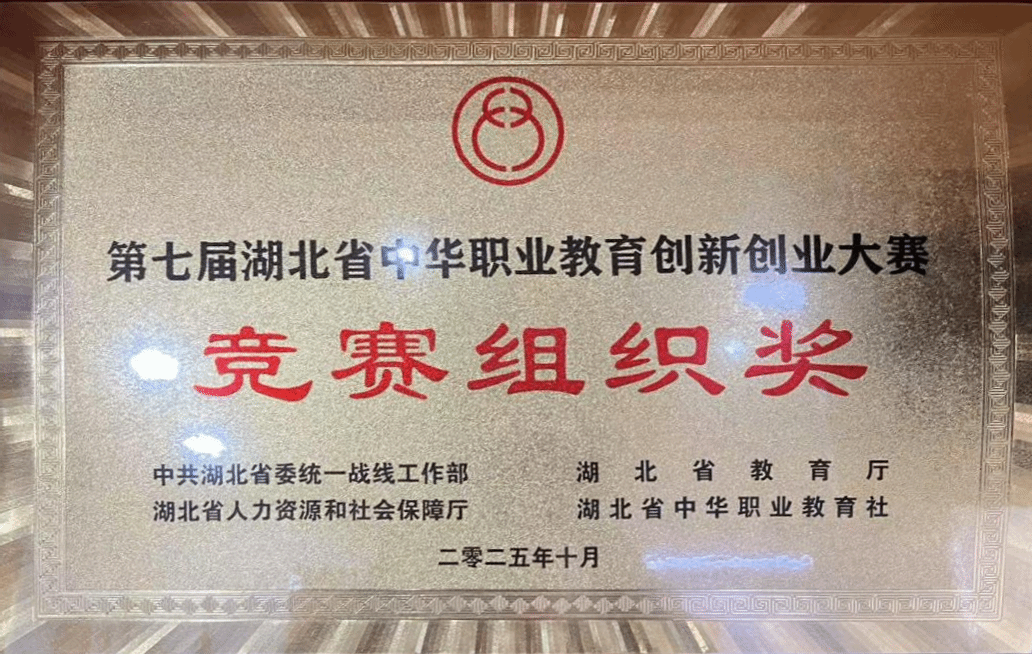 第七届湖北省中华职业教育创新创业大赛
竞赛组织奖
中共湖北省委统一战线工作部 湖北省教育厅
湖北省人力资源和社会保障厅 湖北省中华职业教育社
二零二五年十月